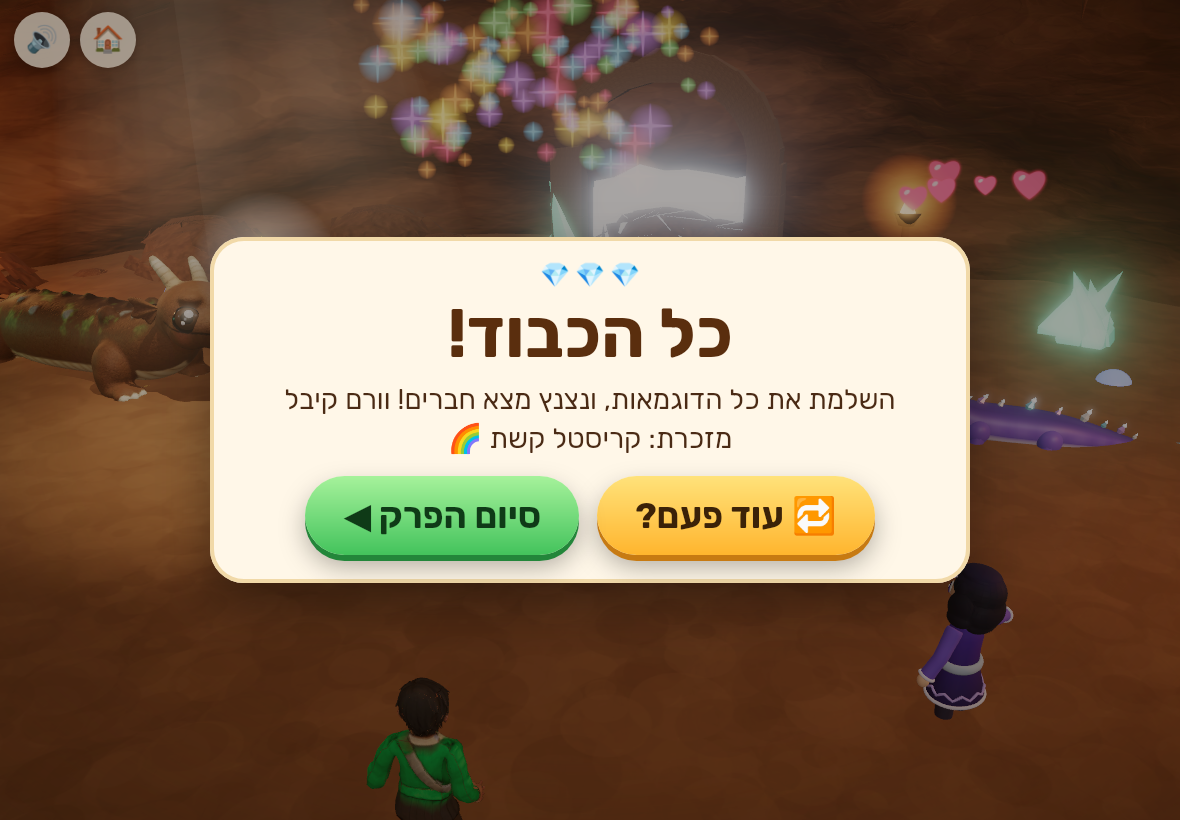 כל הכבוד!
השלמת את כל הדוגמאות, ונצנץ מצא חברים! וורם קיבל
מזכרת: קריסטל קשת 🌈
🔁 עוד פעם?
סיום הפרק ◀